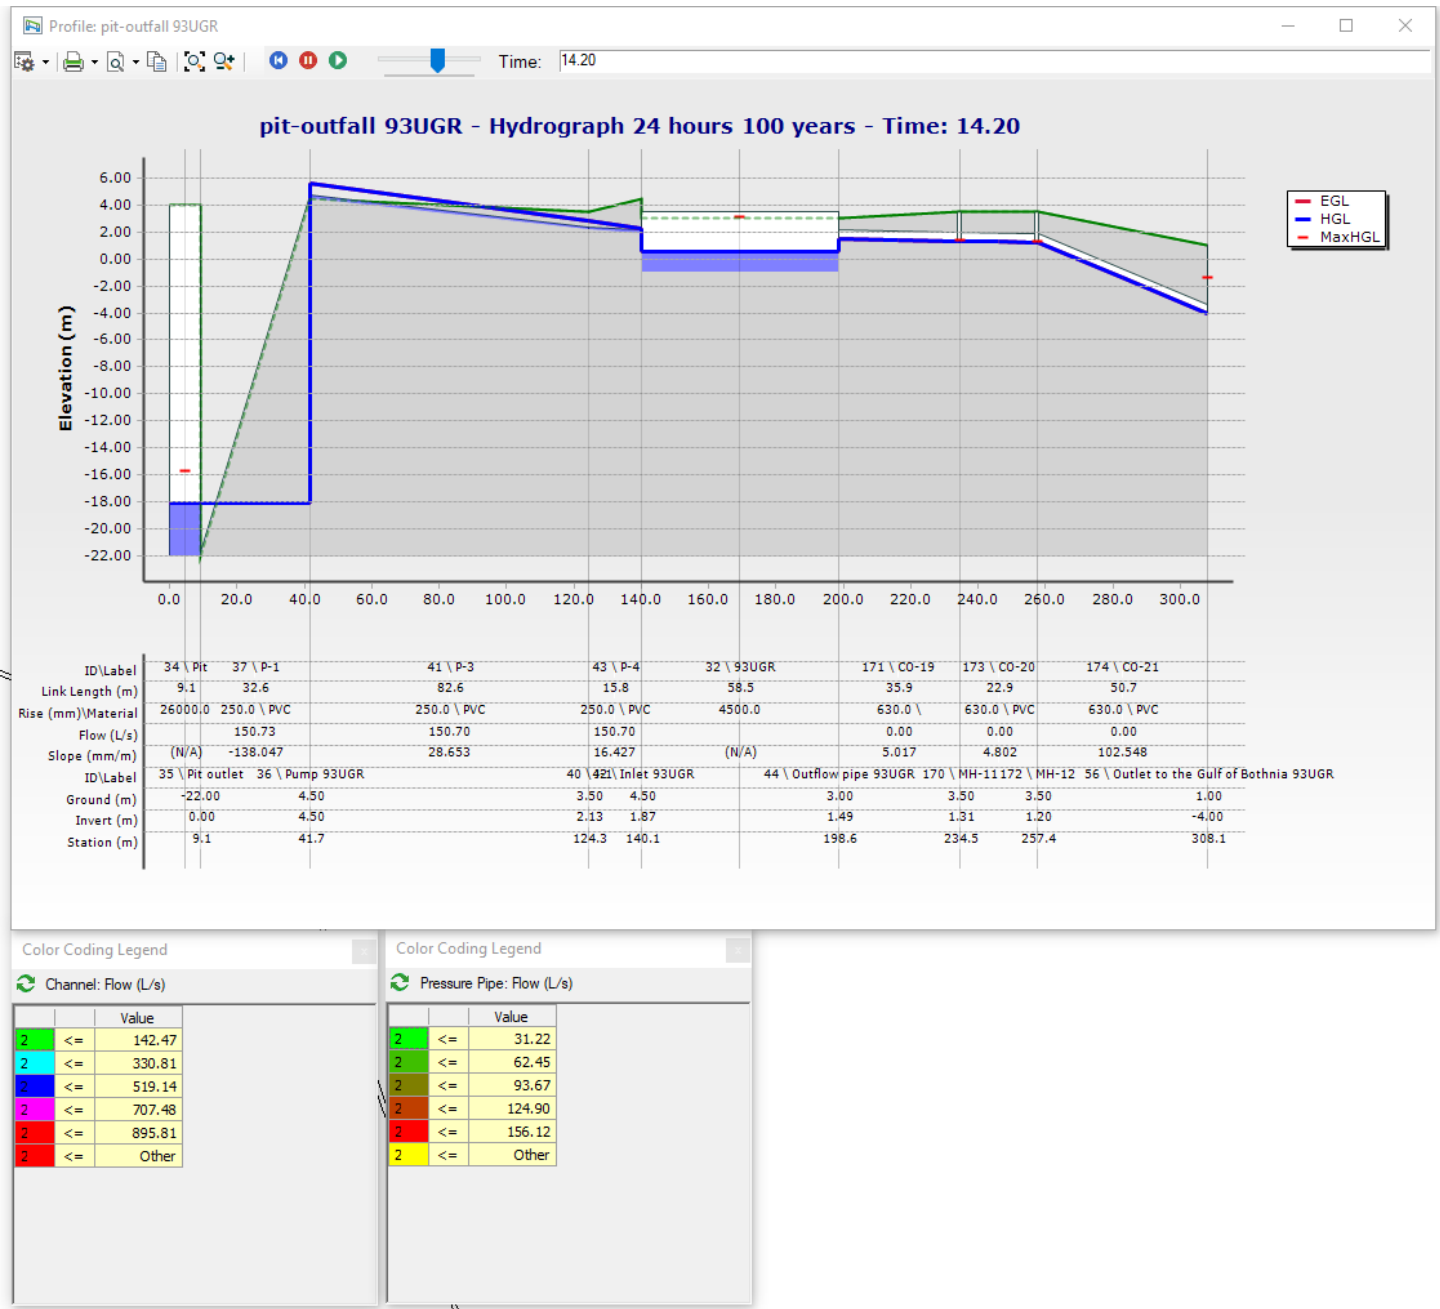 Profile: pit-outfall 93UGR
Time: 14.20
pit-outfall 93UGR - Hydrograph 24 hours 100 years - Time: 14.20
EGL
HGL
MaxHGL
Elevation (m)
6.00
4.00
2.00
0.00
-2.00
-4.00
-6.00
-8.00
-10.00
-12.00
-14.00
-16.00
-18.00
-20.00
-22.00
0.0 20.0 40.0 60.0 80.0 100.0 120.0 140.0 160.0 180.0 200.0 220.0 240.0 260.0 280.0 300.0
ID\Label 34 \ Pit 37 \ P-1 41 \ P-3 43 \ P-4 32 \ 93UGR 171 \ CO-19 173 \ CO-20 174 \ CO-21
Link Length (m) 9.1 32.6 82.6 15.8 58.5 35.9 22.9 50.7
Rise (mm)\Material 26000.0 250.0 \ PVC 250.0 \ PVC 250.0 \ PVC 4500.0 630.0 \ 630.0 \ PVC 630.0 \ PVC
Flow (L/s) 150.73 150.70 150.70 0.00 0.00 0.00
Slope (mm/m) (N/A) -138.047 28.653 16.427 (N/A) 5.017 4.802 102.548
ID\Label 35 \ Pit outlet 36 \ Pump 93UGR 40 \ Inlet 93UGR 44 \ Outflow pipe 93UGR 170 \ MH-11 172 \ MH-12 56 \ Outlet to the Gulf of Bothnia 93UGR
Ground (m) -22.00 4.50 3.50 4.50 3.00 3.50 3.50 1.00
Invert (m) 0.00 4.50 2.13 1.87 1.49 1.31 1.20 -4.00
Station (m) 9.1 41.7 124.3 140.1 198.6 234.5 257.4 308.1
Color Coding Legend
Channel: Flow (L/s)
Value
2 <= 142.47
2 <= 330.81
2 <= 519.14
2 <= 707.48
2 <= 895.81
2 <= Other
Color Coding Legend
Pressure Pipe: Flow (L/s)
Value
2 <= 31.22
2 <= 62.45
2 <= 93.67
2 <= 124.90
2 <= 156.12
2 <= Other